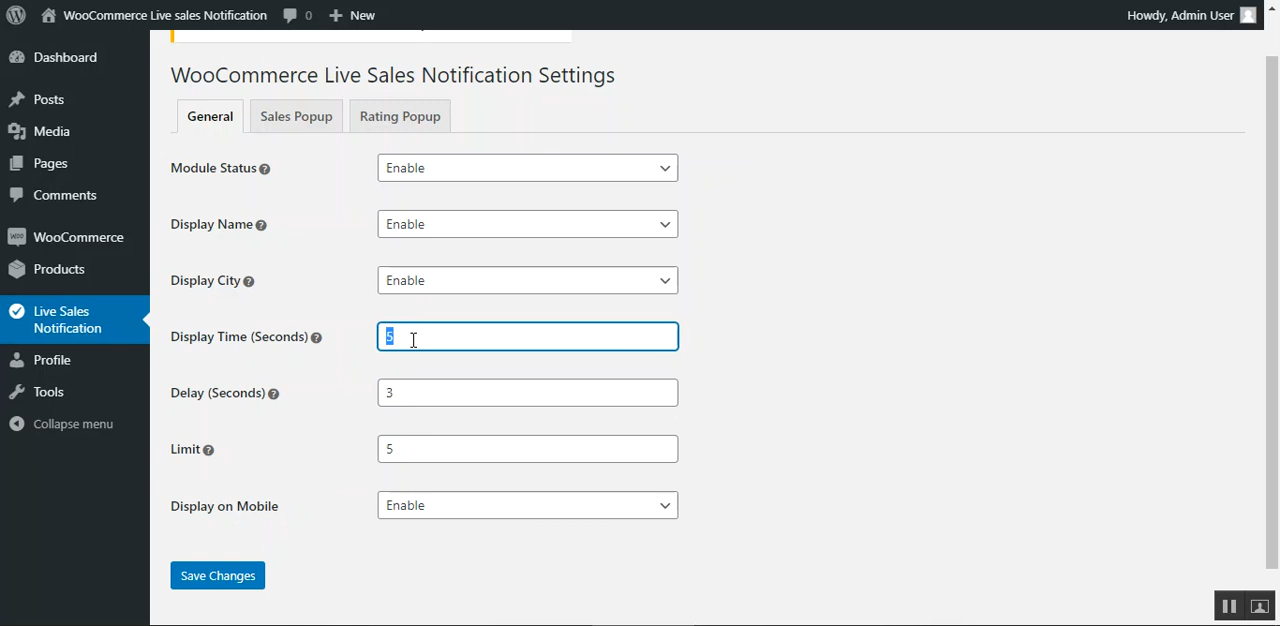 WooCommerce Live sales Notification 0 New Howdy, Admin User
Dashboard
Posts
Media
Pages
Comments
WooCommerce
Products
Live Sales
Notification
Profile
Tools
Collapse menu
WooCommerce Live Sales Notification Settings
General Sales Popup Rating Popup
Module Status Enable
Display Name Enable
Display City Enable
Display Time (Seconds) 5
Delay (Seconds) 3
Limit 5
Display on Mobile Enable
Save Changes